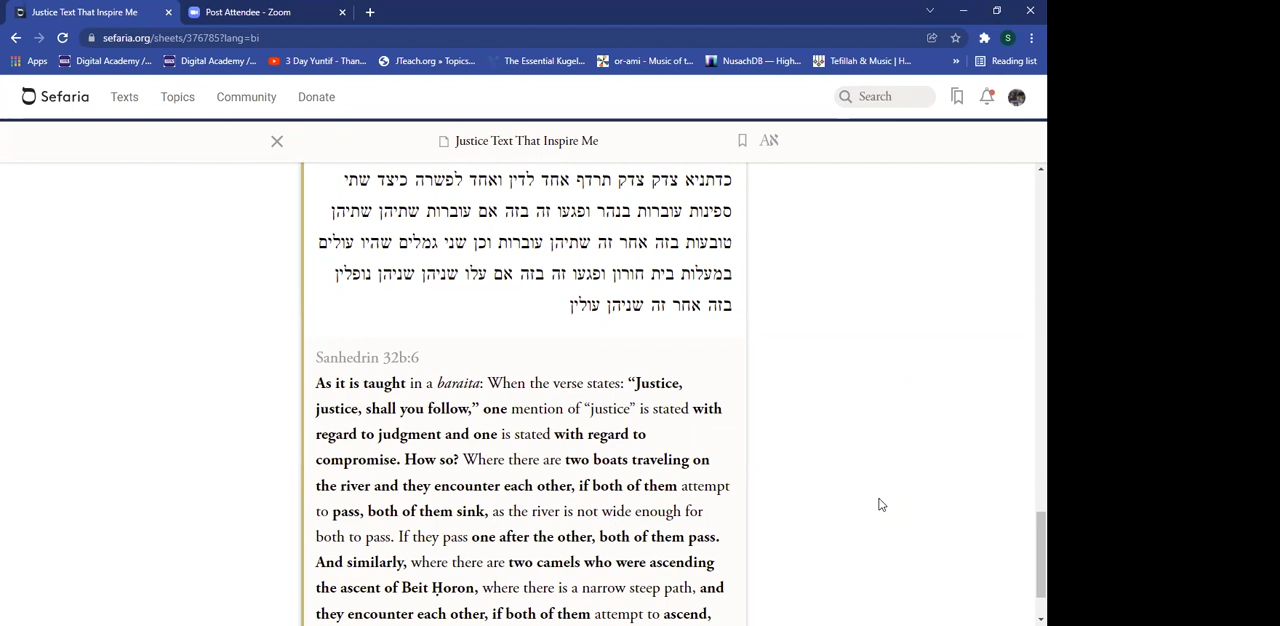 Justice Text That Inspire Me
Post Attendee - Zoom
sefaria.org/sheets/376785?lang=bi
S
Apps
Digital Academy /...
Digital Academy /...
3 Day Yuntif - Than...
JTeach.org » Topics...
The Essential Kugel...
or-ami - Music of t...
NusachDB — High...
Tefillah & Music | H...
»
Reading list
Sefaria
Texts
Topics
Community
Donate
Search
Justice Text That Inspire Me
Aא
כדתניא צדק צדק תרדף אחד לדין ואחד לפשרה כיצד שתי
ספינות עוברות בנהר ופגעו זה בזה אם עוברות שתיהן שתיהן
טובעות בזה אחר זה שתיהן עוברות וכן שני גמלים שהיו עולים
במעלות בית חורון ופגעו זה בזה אם עלו שניהן שניהן נופלין
בזה אחר זה שניהן עולין
Sanhedrin 32b:6
As it is taught in a baraita: When the verse states: “Justice,
justice, shall you follow,” one mention of “justice” is stated with
regard to judgment and one is stated with regard to
compromise. How so? Where there are two boats traveling on
the river and they encounter each other, if both of them attempt
to pass, both of them sink, as the river is not wide enough for
both to pass. If they pass one after the other, both of them pass.
And similarly, where there are two camels who were ascending
the ascent of Beit Ḥoron, where there is a narrow steep path, and
they encounter each other, if both of them attempt to ascend,